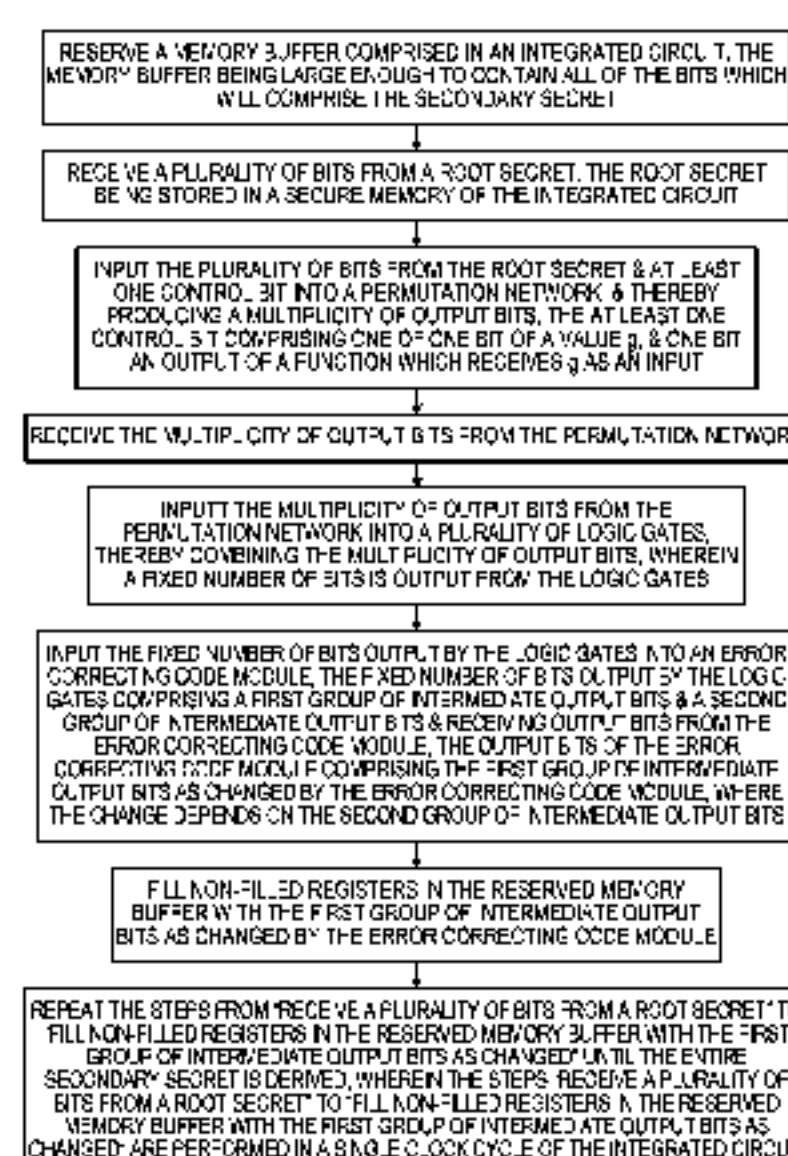 RESERVE A MEMORY BUFFER COMPRISED IN AN INTEGRATED CIRCUIT, THE
MEMORY BUFFER BEING LARGE ENOUGH TO CONTAIN ALL OF THE BITS WHICH
WILL COMPRISE THE SECONDARY SECRET
RECEIVE A PLURALITY OF BITS FROM A ROOT SECRET, THE ROOT SECRET
BEING STORED IN A SECURE MEMORY OF THE INTEGRATED CIRCUIT
INPUT THE PLURALITY OF BITS FROM THE ROOT SECRET & AT LEAST
ONE CONTROL BIT INTO A PERMUTATION NETWORK, & THEREBY
PRODUCING A MULTIPLICITY OF OUTPUT BITS, THE AT LEAST ONE
CONTROL BIT COMPRISING ONE OF ONE BIT OF A VALUE g, & ONE BIT
AN OUTPUT OF A FUNCTION WHICH RECEIVES g AS AN INPUT
RECEIVE THE MULTIPLICITY OF OUTPUT BITS FROM THE PERMUTATION NETWOR
INPUTT THE MULTIPLICITY OF OUTPUT BITS FROM THE
PERMUTATION NETWORK INTO A PLURALITY OF LOGIC GATES,
THEREBY COMBINING THE MULTIPLICITY OF OUTPUT BITS, WHEREIN
A FIXED NUMBER OF BITS IS OUTPUT FROM THE LOGIC GATES
INPUT THE FIXED NUMBER OF BITS OUTPUT BY THE LOGIC GATES INTO AN ERROR
CORRECTING CODE MODULE, THE FIXED NUMBER OF BITS OUTPUT BY THE LOGIC
GATES COMPRISING A FIRST GROUP OF INTERMEDIATE OUTPUT BITS & A SECOND
GROUP OF INTERMEDIATE OUTPUT BITS & RECEIVING OUTPUT BITS FROM THE
ERROR CORRECTING CODE MODULE, THE OUTPUT BITS OF THE ERROR
CORRECTING CODE MODULE COMPRISING THE FIRST GROUP OF INTERMEDIATE
OUTPUT BITS AS CHANGED BY THE ERROR CORRECTING CODE MODULE, WHERE
THE CHANGE DEPENDS ON THE SECOND GROUP OF INTERMEDIATE OUTPUT BITS
FILL NON-FILLED REGISTERS IN THE RESERVED MEMORY
BUFFER WITH THE FIRST GROUP OF INTERMEDIATE OUTPUT
BITS AS CHANGED BY THE ERROR CORRECTING CODE MODULE
REPEAT THE STEPS FROM "RECEIVE A PLURALITY OF BITS FROM A ROOT SECRET" T
"FILL NON-FILLED REGISTERS IN THE RESERVED MEMORY BUFFER WITH THE FIRST
GROUP OF INTERMEDIATE OUTPUT BITS AS CHANGED" UNTIL THE ENTIRE
SECONDARY SECRET IS DERIVED, WHEREIN THE STEPS "RECEIVE A PLURALITY OF
BITS FROM A ROOT SECRET" TO "FILL NON-FILLED REGISTERS IN THE RESERVED
MEMORY BUFFER WITH THE FIRST GROUP OF INTERMEDIATE OUTPUT BITS AS
CHANGED" ARE PERFORMED IN A SINGLE CLOCK CYCLE OF THE INTEGRATED CIRCU